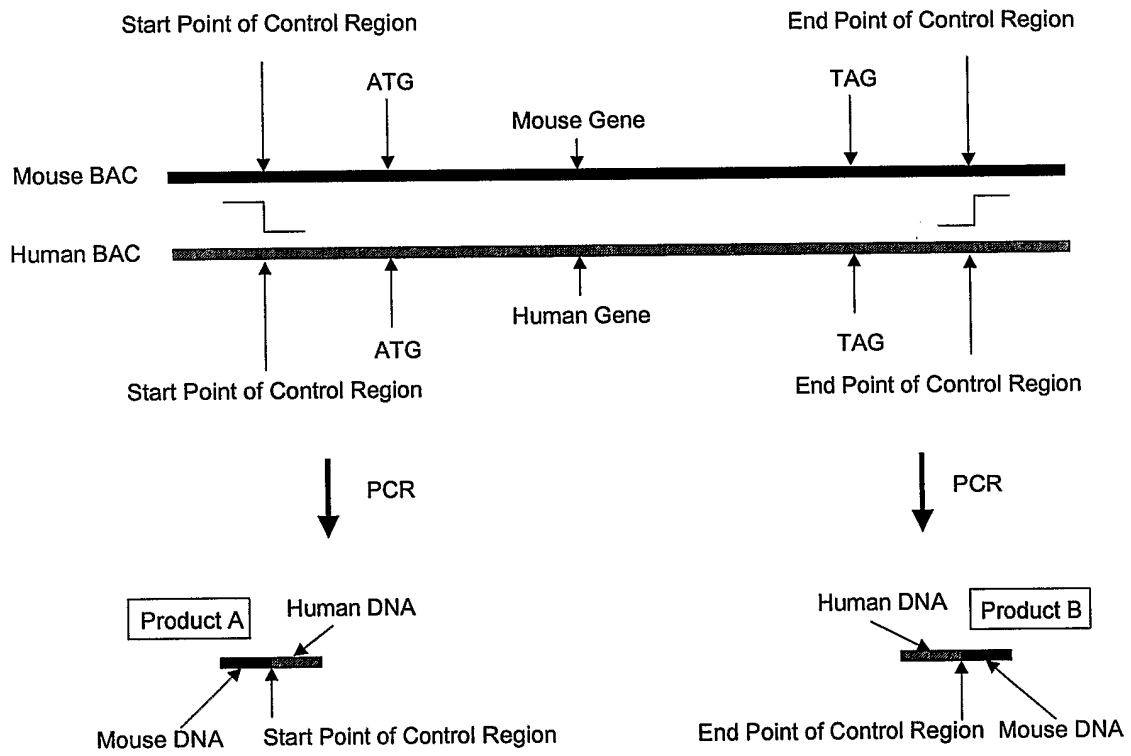 Start Point of Control Region
End Point of Control Region
ATG
TAG
Mouse Gene
Mouse BAC
Human BAC
Human Gene
ATG
TAG
Start Point of Control Region
End Point of Control Region
PCR
PCR
Product A
Human DNA
Human DNA
Product B
Mouse DNA
Start Point of Control Region
End Point of Control Region
Mouse DNA